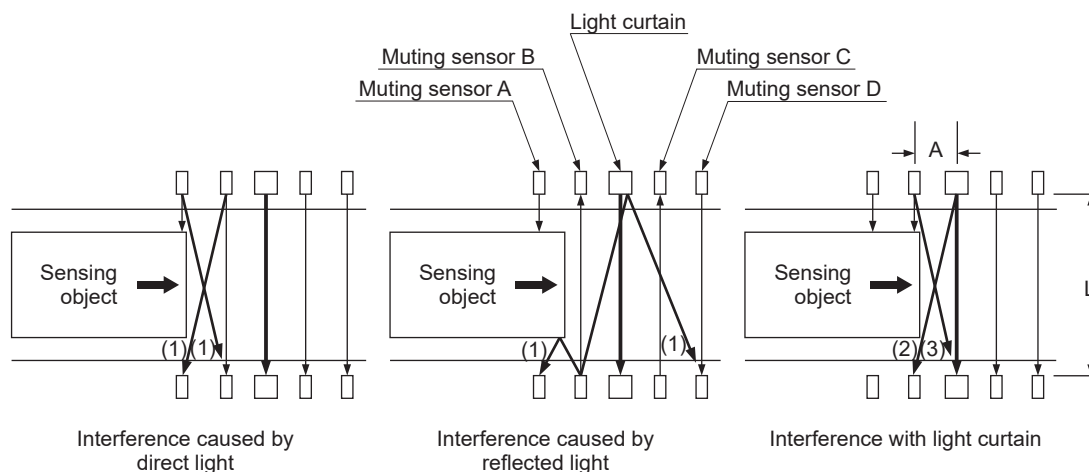 Light curtain
Muting sensor B
Muting sensor A
Muting sensor C
Muting sensor D
A
L
Sensing
object
(1)
(1)
Interference caused by
direct light
Sensing
object
(1)
(1)
Interference caused by
reflected light
Sensing
object
(2)
(3)
Interference with light curtain